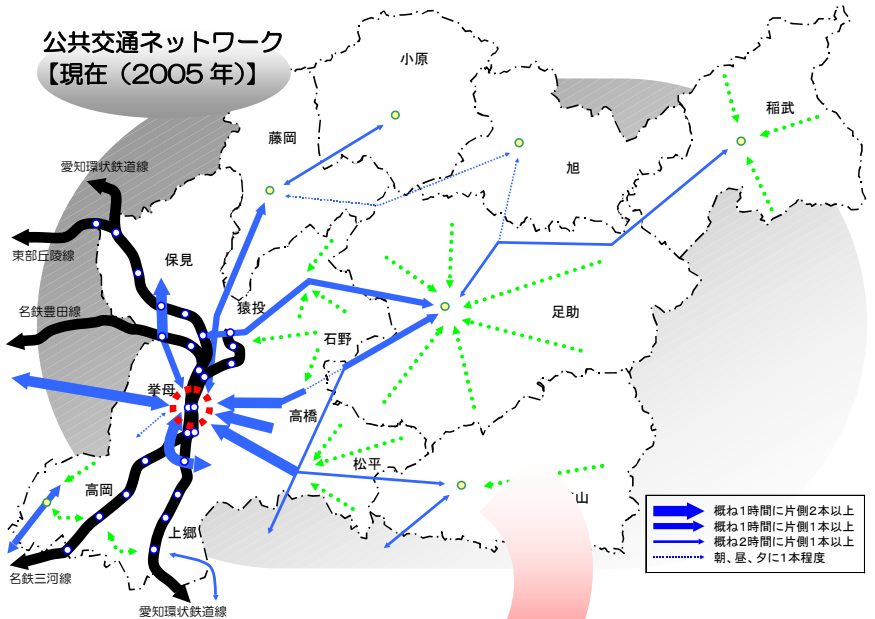 公共交通ネットワーク
【現在（2005年）】
小原
稲武
藤岡
旭
愛知環状鉄道線
東部丘陵線
保見
名鉄豊田線
猿投
石野
足助
挙母
高橋
松平
高岡
山
上郷
名鉄三河線
愛知環状鉄道線
概ね1時間に片側2本以上
概ね1時間に片側1本以上
概ね2時間に片側1本以上
朝、昼、夕に1本程度